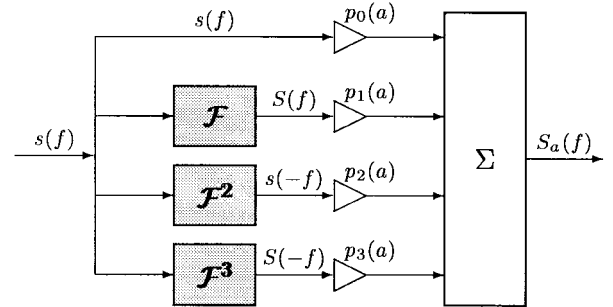 s(f) p₀(a)
𝓕 S(f) p₁(a)
s(f) Σ Sₐ(f)
𝓕² s(−f) p₂(a)
𝓕³ S(−f) p₃(a)